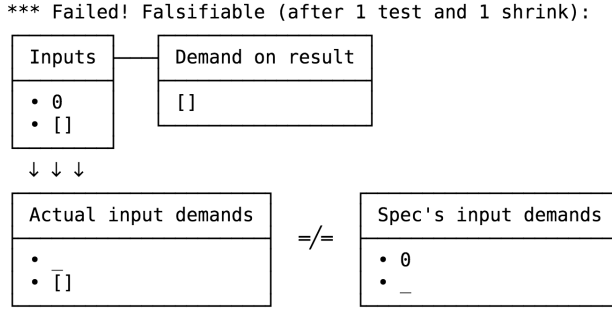 *** Failed! Falsifiable (after 1 test and 1 shrink):
Inputs
Demand on result
• 0
• []
[]
↓ ↓ ↓
Actual input demands
=/=
Spec's input demands
• _
• []
• 0
• _